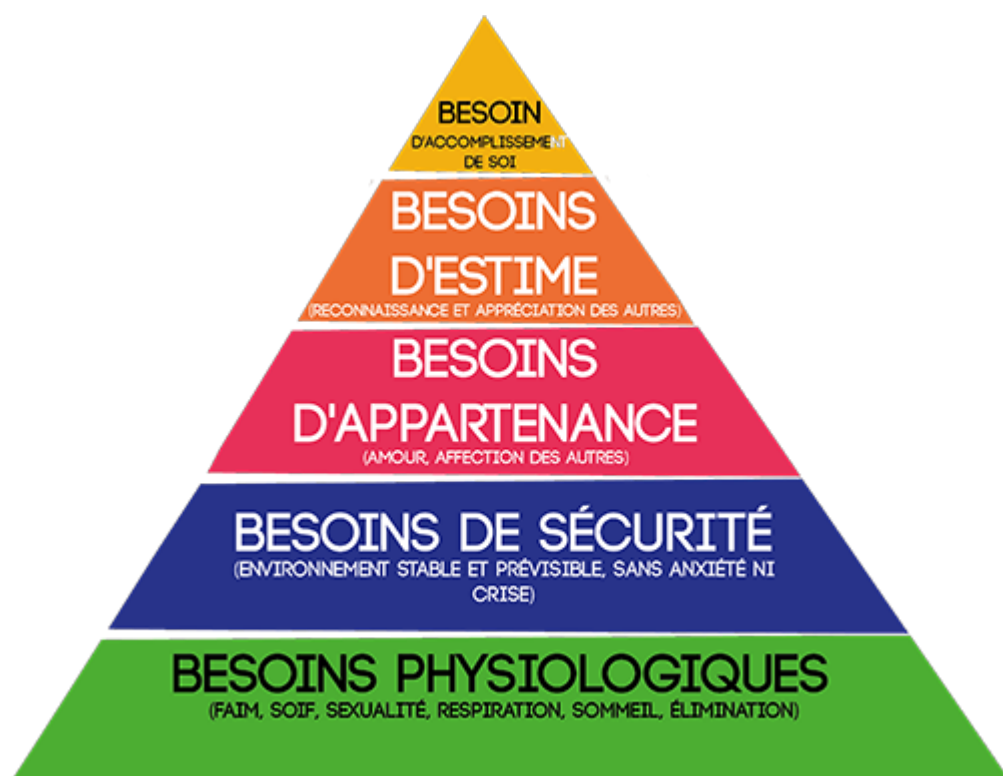 BESOIN
D'ACCOMPLISSEMENT
DE SOI
BESOINS
D'ESTIME
(RECONNAISSANCE ET APPRÉCIATION DES AUTRES)
BESOINS
D'APPARTENANCE
(AMOUR, AFFECTION DES AUTRES)
BESOINS DE SÉCURITÉ
(ENVIRONNEMENT STABLE ET PRÉVISIBLE, SANS ANXIÉTÉ NI
CRISE)
BESOINS PHYSIOLOGIQUES
(FAIM, SOIF, SEXUALITÉ, RESPIRATION, SOMMEIL, ÉLIMINATION)